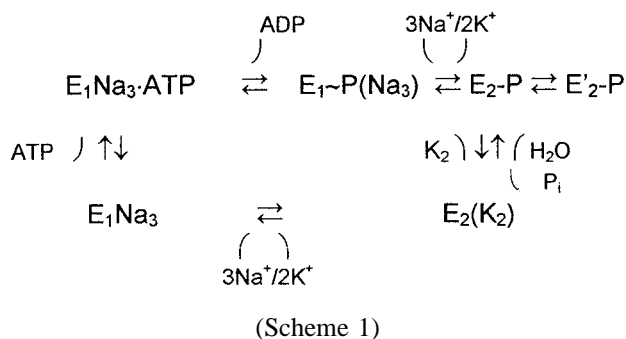 ADP 3Na⁺/2K⁺
E₁Na₃·ATP ⇄ E₁~P(Na₃) ⇄ E₂-P ⇄ E'₂-P
ATP ↑↓ K₂ ↓↑ H₂O
Pᵢ
E₁Na₃ ⇄ E₂(K₂)
3Na⁺/2K⁺
(Scheme 1)